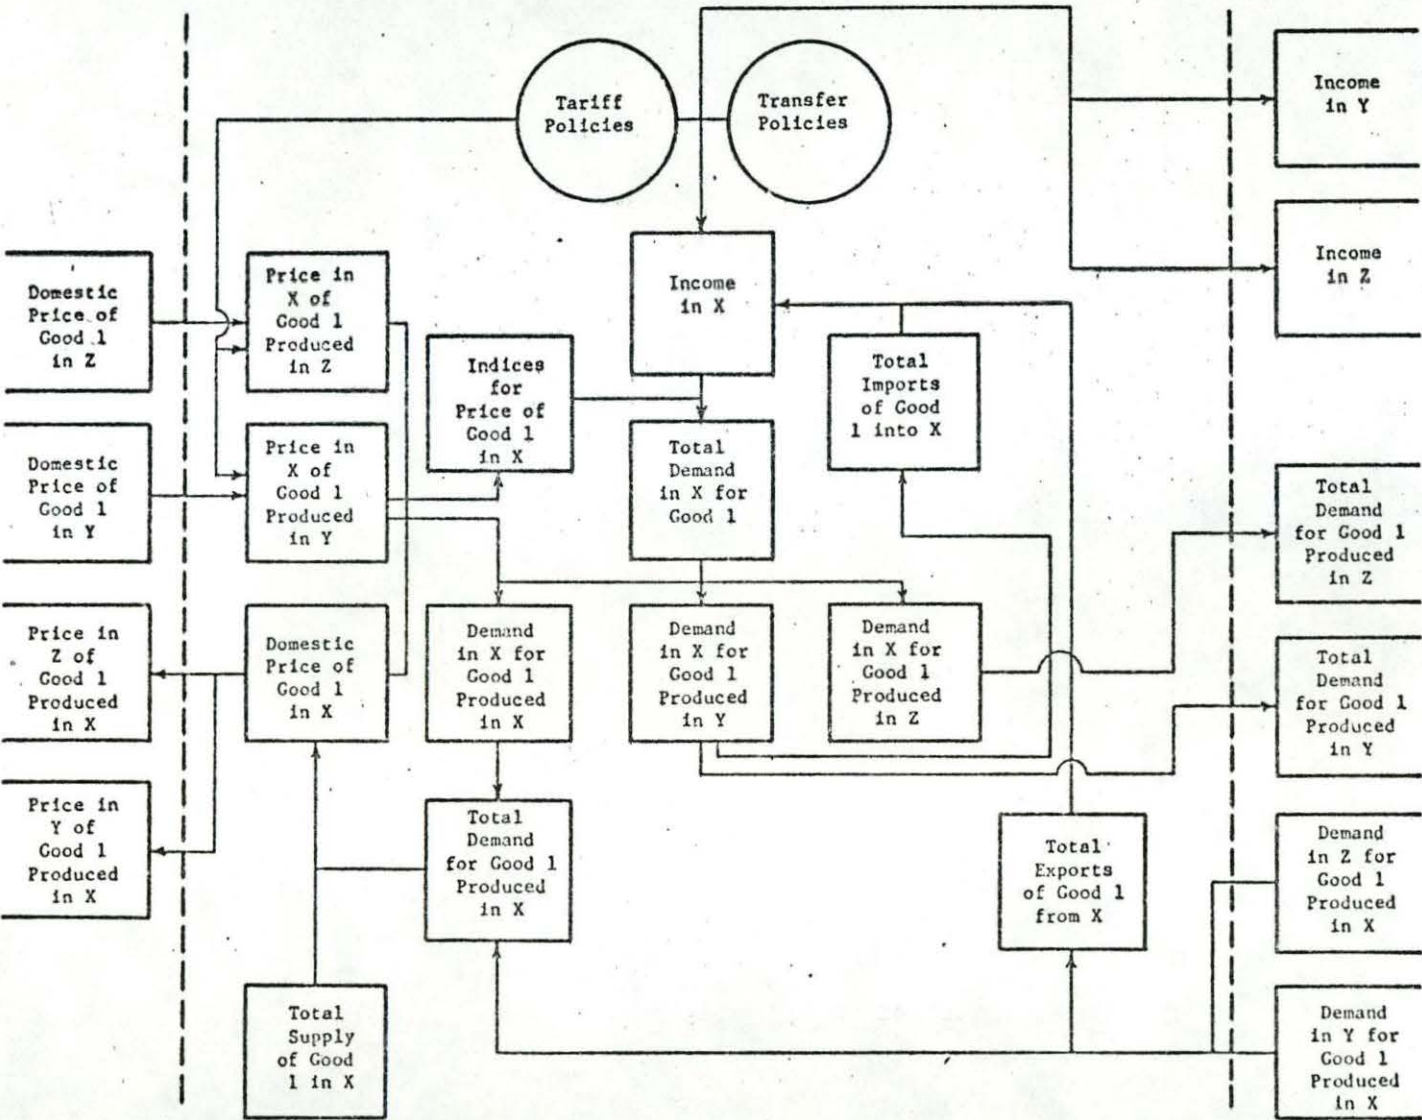 Tariff
Policies
Transfer
Policies
Income
in Y
Income
in Z
Income
in X
Domestic
Price of
Good 1
in Z
Price in
X of
Good 1
Produced
in Z
Indices
for
Price of
Good 1
in X
Total
Imports
of Good
1 into X
Domestic
Price of
Good 1
in Y
Price in
X of
Good 1
Produced
in Y
Total
Demand
in X for
Good 1
Total
Demand
for Good 1
Produced
in Z
Price in
Z of
Good 1
Produced
in X
Domestic
Price of
Good 1
in X
Demand
in X for
Good 1
Produced
in X
Demand
in X for
Good 1
Produced
in Y
Demand
in X for
Good 1
Produced
in Z
Total
Demand
for Good 1
Produced
in Y
Price in
Y of
Good 1
Produced
in X
Total
Demand
for Good 1
Produced
in X
Total
Exports
of Good 1
from X
Demand
in Z for
Good 1
Produced
in X
Total
Supply
of Good
1 in X
Demand
in Y for
Good 1
Produced
in X